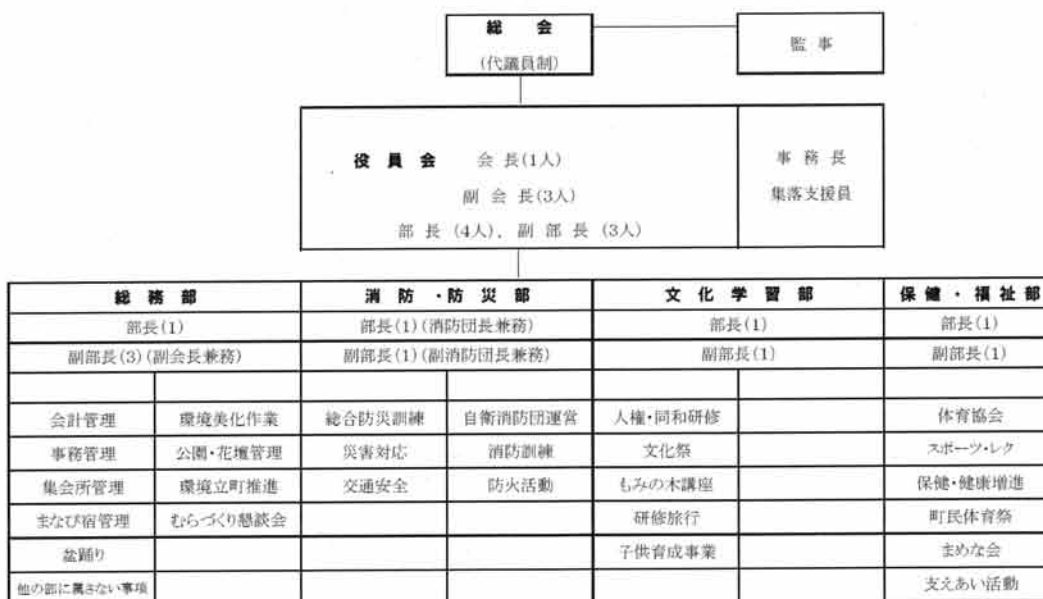 総 会
(代議員制)
監 事
役 員 会 会 長(1人)
副 会 長(3人)
部 長 (4人)、副 部 長 (3人)
事 務 長
集落支援員
総 務 部 消 防 ・防 災 部 文 化 学 習 部 保 健 ・ 福 祉 部
部長(1) 部長(1)(消防団長兼務) 部長(1) 部長(1)
副部長(3)(副会長兼務) 副部長(1)(副消防団長兼務) 副部長(1) 副部長(1)
会計管理 環境美化作業 総合防災訓練 自衛消防団運営 人権・同和研修 体育協会
事務管理 公園・花壇管理 災害対応 消防訓練 文化祭 スポーツ・レク
集会所管理 環境立町推進 交通安全 防火活動 もみの木講座 保健・健康増進
まなび宿管理 むらづくり懇談会 研修旅行 町民体育祭
盆踊り 子供育成事業 まめな会
他の部に属さない事項 支えあい活動